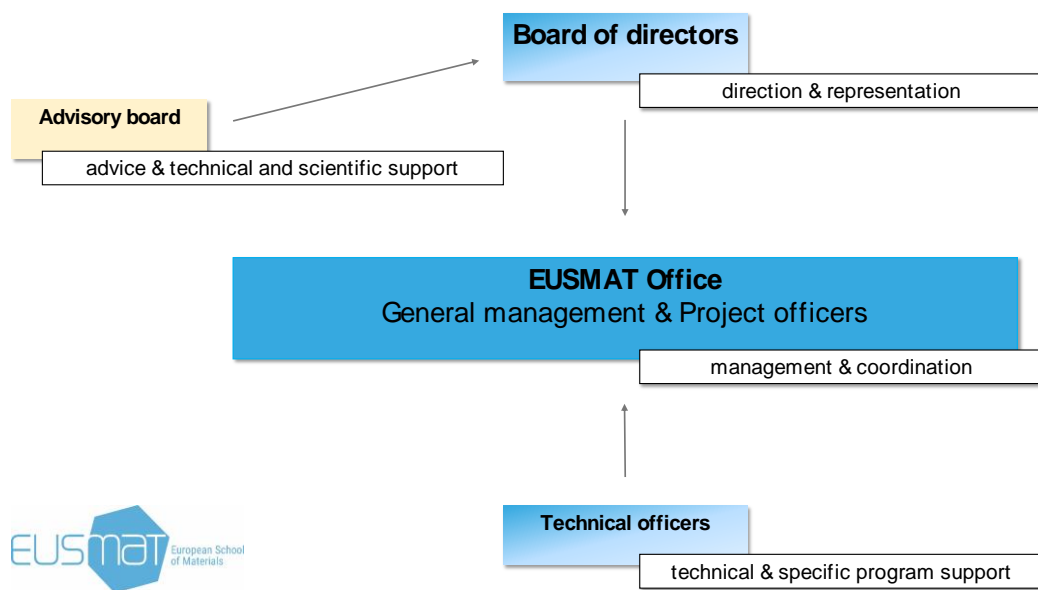 Board of directors
direction & representation
Advisory board
advice & technical and scientific support
EUSMAT Office
General management & Project officers
management & coordination
Technical officers
technical & specific program support
EUSMAT
European School
of Materials